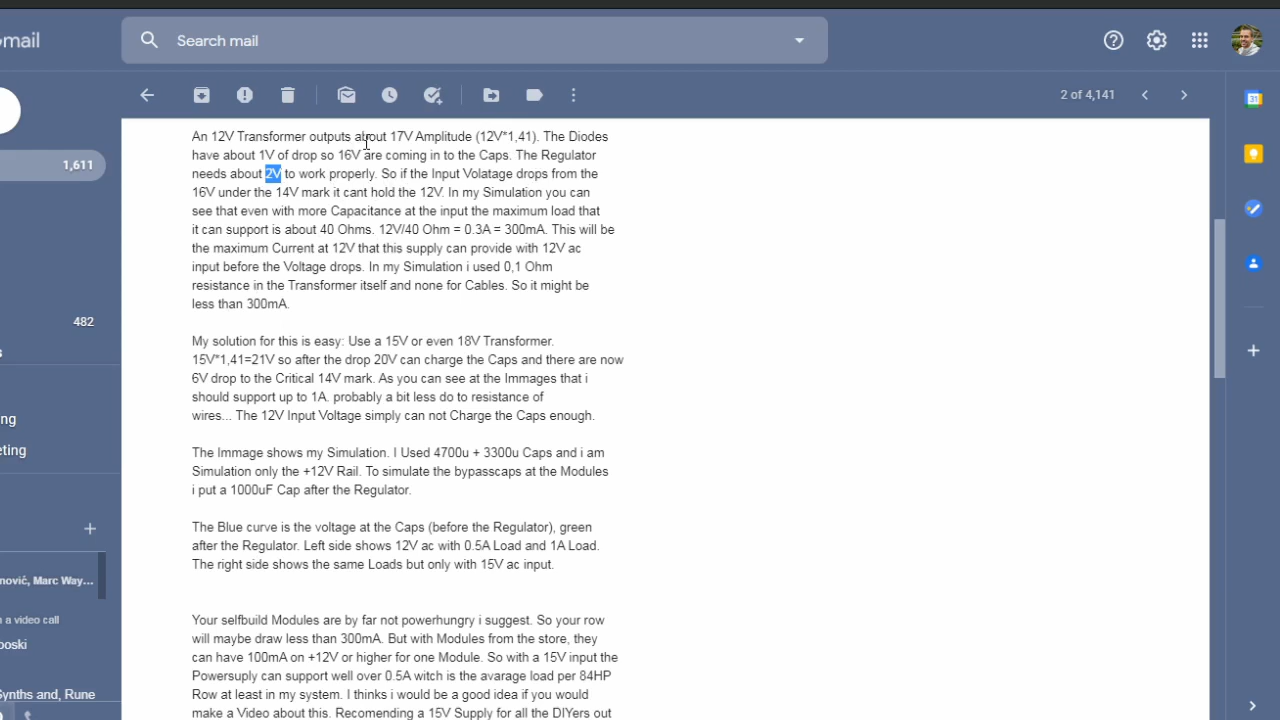 mail
Search mail
2 of 4,141
31
1,611
482
s
ng
eting
nović, Marc Way...
n a video call
oski
Synths and, Rune
An 12V Transformer outputs about 17V Amplitude (12V*1,41). The Diodes
have about 1V of drop so 16V are coming in to the Caps. The Regulator
needs about 2V to work properly. So if the Input Volatage drops from the
16V under the 14V mark it cant hold the 12V. In my Simulation you can
see that even with more Capacitance at the input the maximum load that
it can support is about 40 Ohms. 12V/40 Ohm = 0.3A = 300mA. This will be
the maximum Current at 12V that this supply can provide with 12V ac
input before the Voltage drops. In my Simulation i used 0,1 Ohm
resistance in the Transformer itself and none for Cables. So it might be
less than 300mA.
My solution for this is easy: Use a 15V or even 18V Transformer.
15V*1,41=21V so after the drop 20V can charge the Caps and there are now
6V drop to the Critical 14V mark. As you can see at the Immages that i
should support up to 1A. probably a bit less do to resistance of
wires... The 12V Input Voltage simply can not Charge the Caps enough.
The Immage shows my Simulation. I Used 4700u + 3300u Caps and i am
Simulation only the +12V Rail. To simulate the bypasscaps at the Modules
i put a 1000uF Cap after the Regulator.
The Blue curve is the voltage at the Caps (before the Regulator), green
after the Regulator. Left side shows 12V ac with 0.5A Load and 1A Load.
The right side shows the same Loads but only with 15V ac input.
Your selfbuild Modules are by far not powerhungry i suggest. So your row
will maybe draw less than 300mA. But with Modules from the store, they
can have 100mA on +12V or higher for one Module. So with a 15V input the
Powersuply can support well over 0.5A witch is the avarage load per 84HP
Row at least in my system. I thinks i would be a good idea if you would
make a Video about this. Recomending a 15V Supply for all the DIYers out